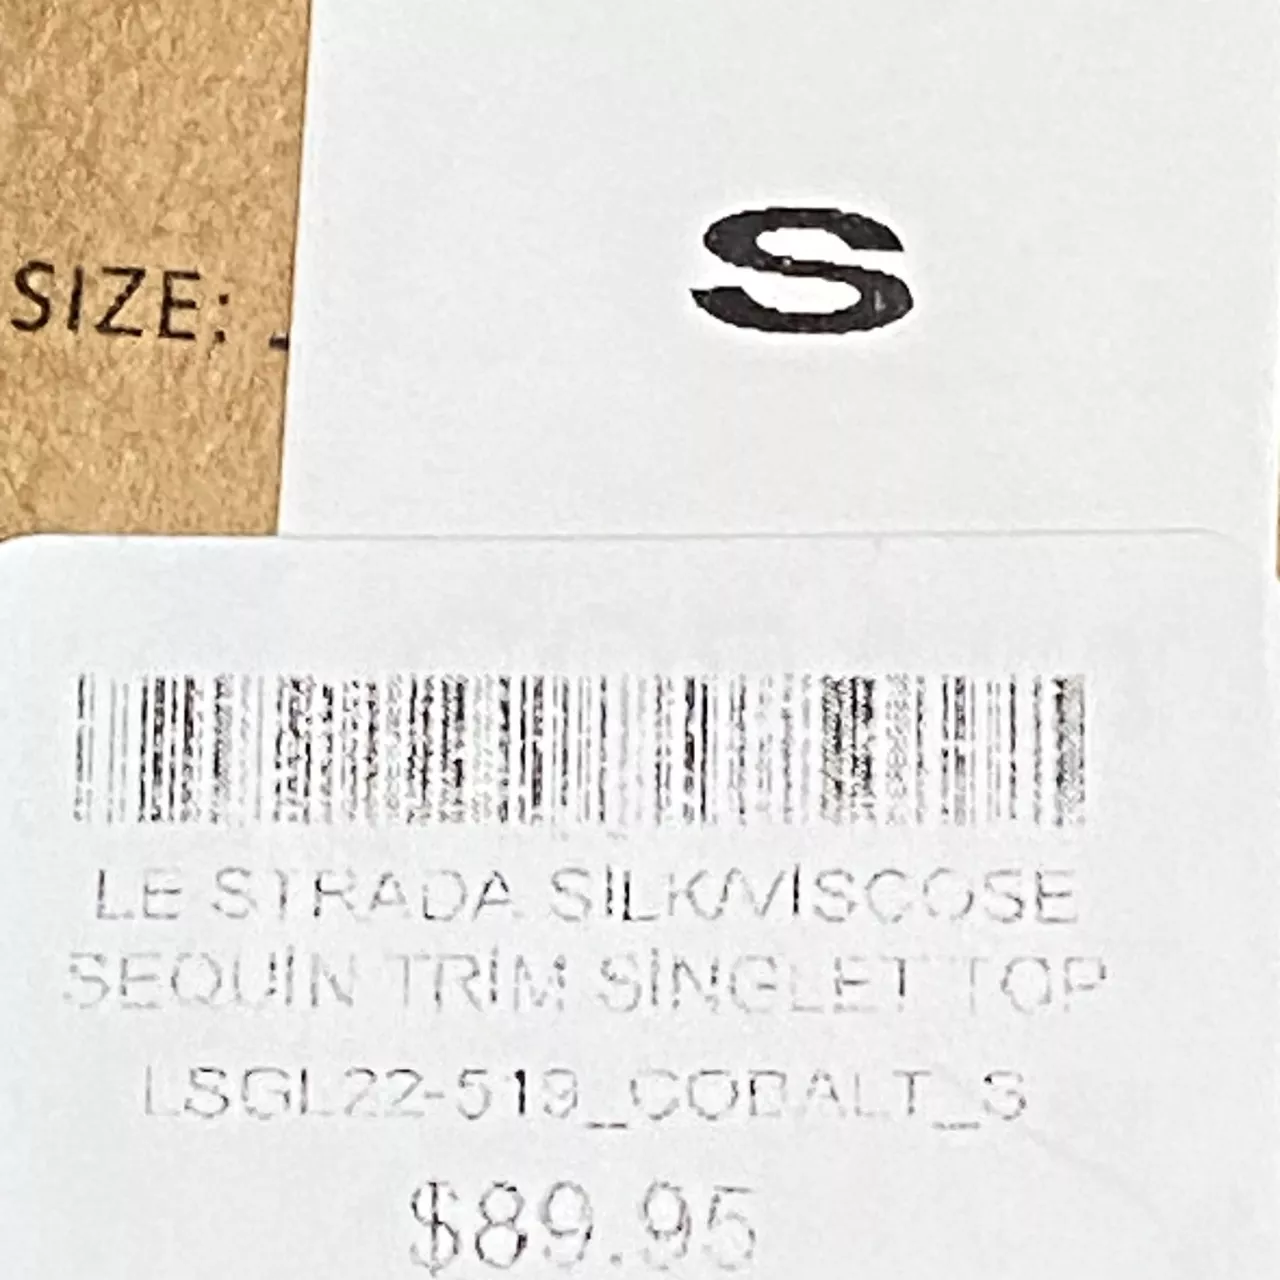 SIZE:
S
LE STRADA SILK/VISCOSE
SEQUIN TRIM SINGLET TOP
LSGL22-519_COBALT_S
$89.95